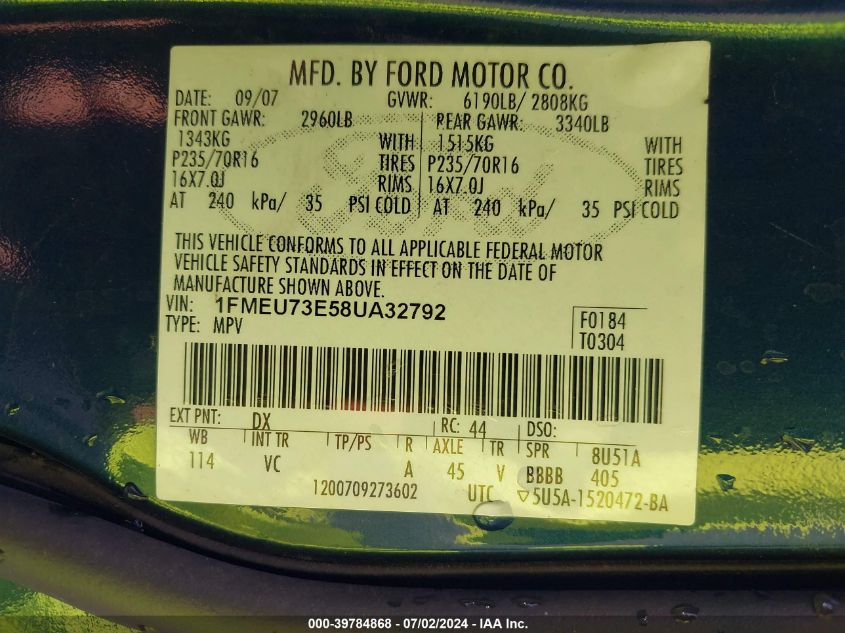 MFD. BY FORD MOTOR CO.
DATE: 09/07 GVWR: 6190LB/ 2808KG
FRONT GAWR: 2960LB REAR GAWR: 3340LB
1343KG WITH 1515KG WITH
P235/70R16 TIRES P235/70R16 TIRES
16X7.0J RIMS 16X7.0J RIMS
AT 240 kPa/ 35 PSI COLD AT 240 kPa/ 35 PSI COLD
THIS VEHICLE CONFORMS TO ALL APPLICABLE FEDERAL MOTOR
VEHICLE SAFETY STANDARDS IN EFFECT ON THE DATE OF
MANUFACTURE SHOWN ABOVE.
VIN: 1FMEU73E58UA32792 F0184
TYPE: MPV T0304
EXT PNT: DX RC: 44 DSO:
WB INT TR TP/PS R AXLE TR SPR 8U51A
114 VC A 45 V BBBB 405
1200709273602 UTC ▽5U5A-1520472-BA
000-39784868 - 07/02/2024 - IAA Inc.